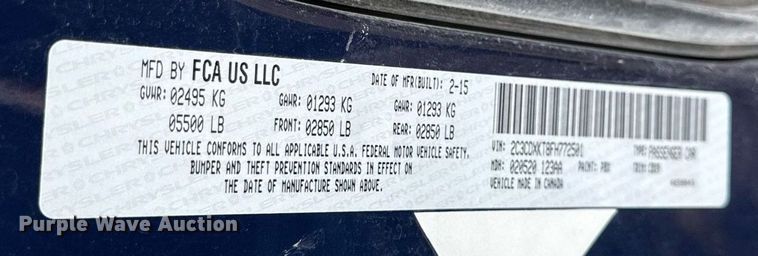 MFD BY FCA US LLC
DATE OF MFR(BUILT): 2-15
GVWR: 02495 KG
GAWR: 01293 KG
GAWR: 01293 KG
05500 LB
FRONT: 02850 LB
REAR: 02850 LB
THIS VEHICLE CONFORMS TO ALL APPLICABLE U.S.A. FEDERAL MOTOR VEHICLE SAFETY,
BUMPER AND THEFT PREVENTION STANDARDS IN EFFECT ON
THE DATE OF MANUFACTURE SHOWN ABOVE.
VIN: 2C3CDXKT8FH772501
TYPE: PASSENGER CAR
MDH: 020520 123AA
PAINT: PBX
TRIM:
VEHICLE MADE IN CANADA
CHRYSLER
Purple Wave Auction